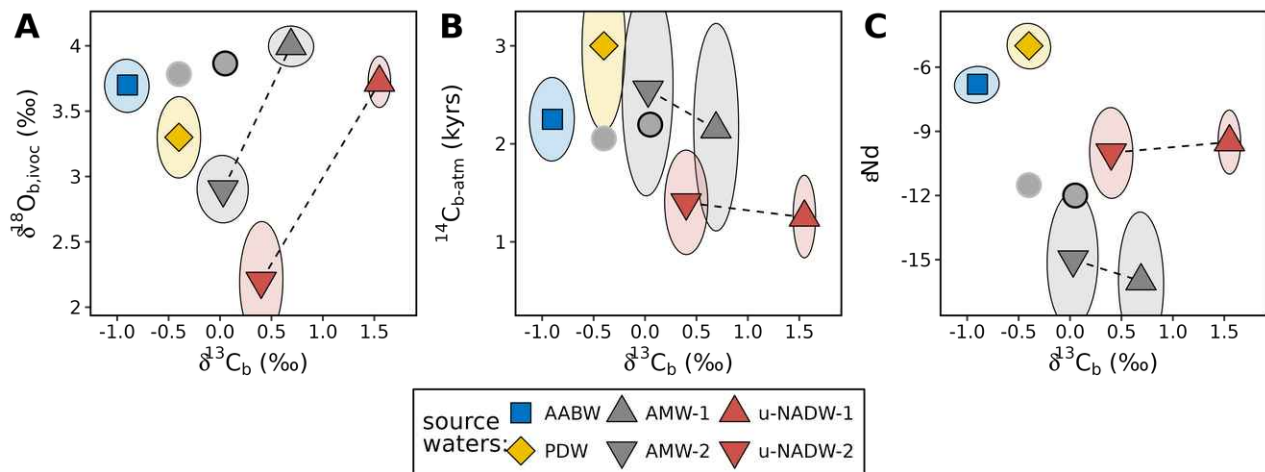 A
B
C
4
3.5
3
2.5
2
δ18Ob,ivoc (‰)
-1.0 -0.5 0.0 0.5 1.0 1.5
δ13Cb (‰)
3
2
1
14Cb-atm (kyrs)
-1.0 -0.5 0.0 0.5 1.0 1.5
δ13Cb (‰)
-6
-9
-12
-15
εNd
-1.0 -0.5 0.0 0.5 1.0 1.5
δ13Cb (‰)
source
waters:
AABW AMW-1 u-NADW-1
PDW AMW-2 u-NADW-2